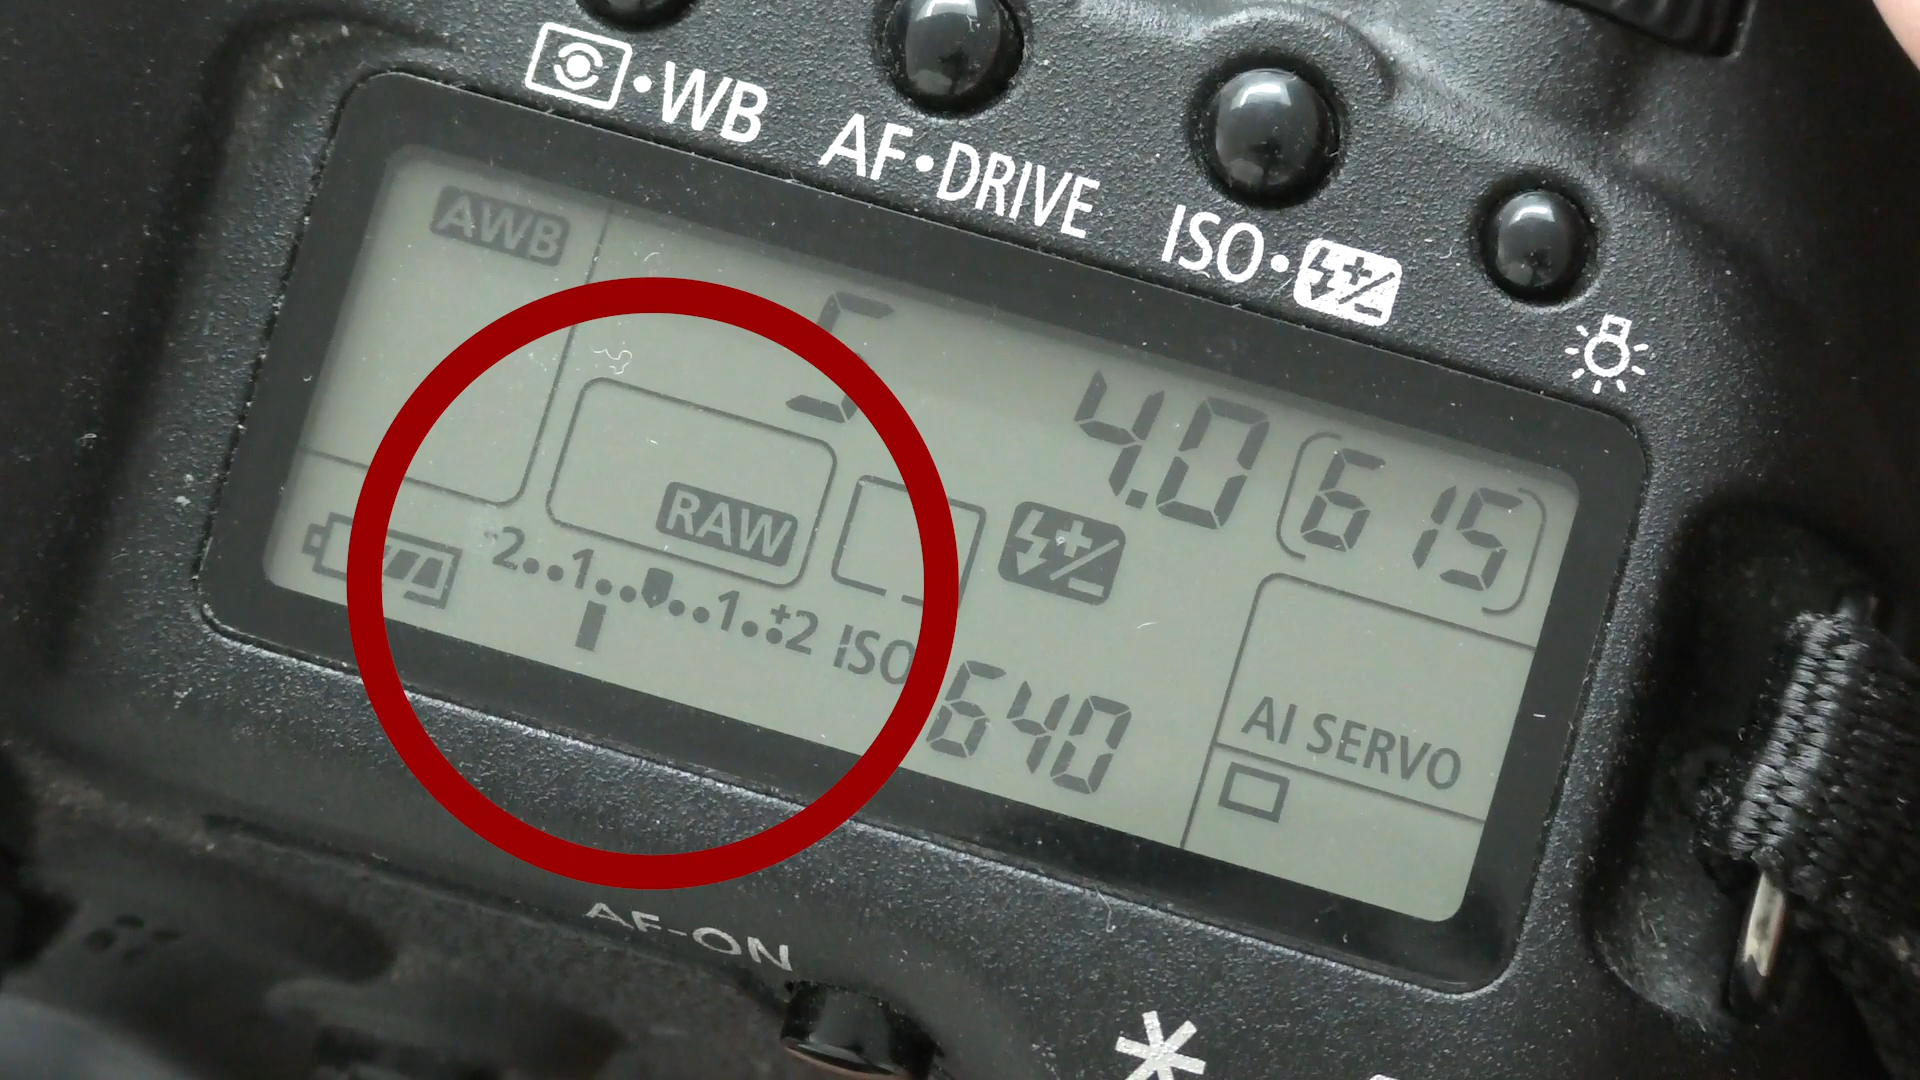 WB
AF•DRIVE
ISO•
AWB
5
4.0
[615]
RAW
-2..1..0..1..+2
ISO
640
AI SERVO
AF-ON